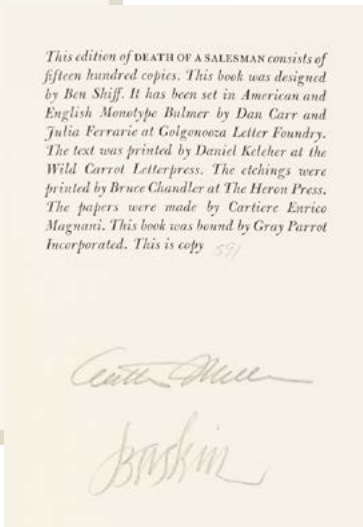 This edition of DEATH OF A SALESMAN consists of
fifteen hundred copies. This book was designed
by Ben Shiff. It has been set in American and
English Monotype Bulmer by Dan Carr and
Julia Ferrarie at Golgonooza Letter Foundry.
The text was printed by Daniel Keleher at the
Wild Carrot Letterpress. The etchings were
printed by Bruce Chandler at The Heron Press.
The papers were made by Cartiere Enrico
Magnani. This book was bound by Gray Parrot
Incorporated. This is copy 591
Arthur Miller
Baskin